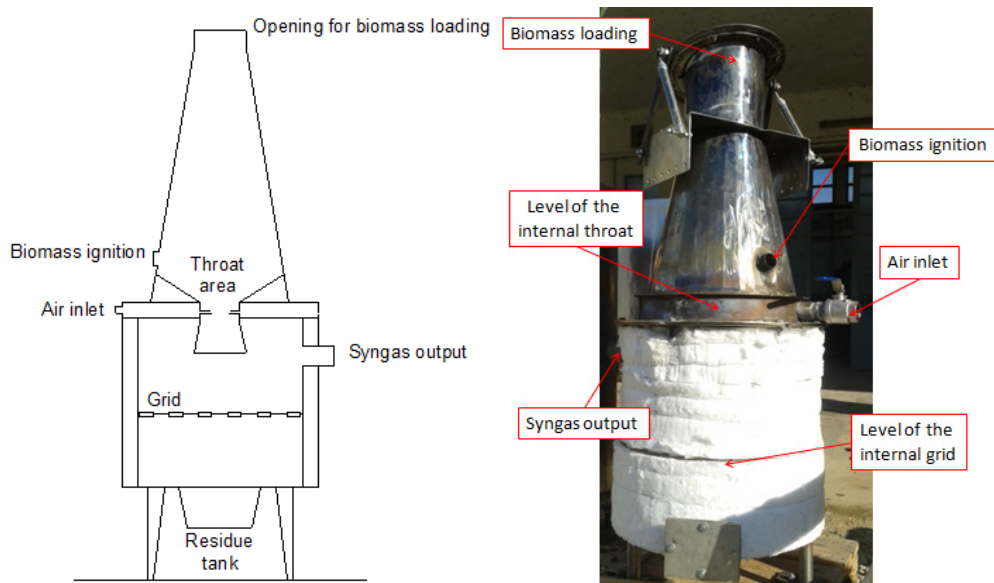 Opening for biomass loading
Biomass ignition
Throat
area
Air inlet
Syngas output
Grid
Residue
tank
Biomass loading
Biomass ignition
Level of the
internal throat
Air inlet
Syngas output
Level of the
internal grid